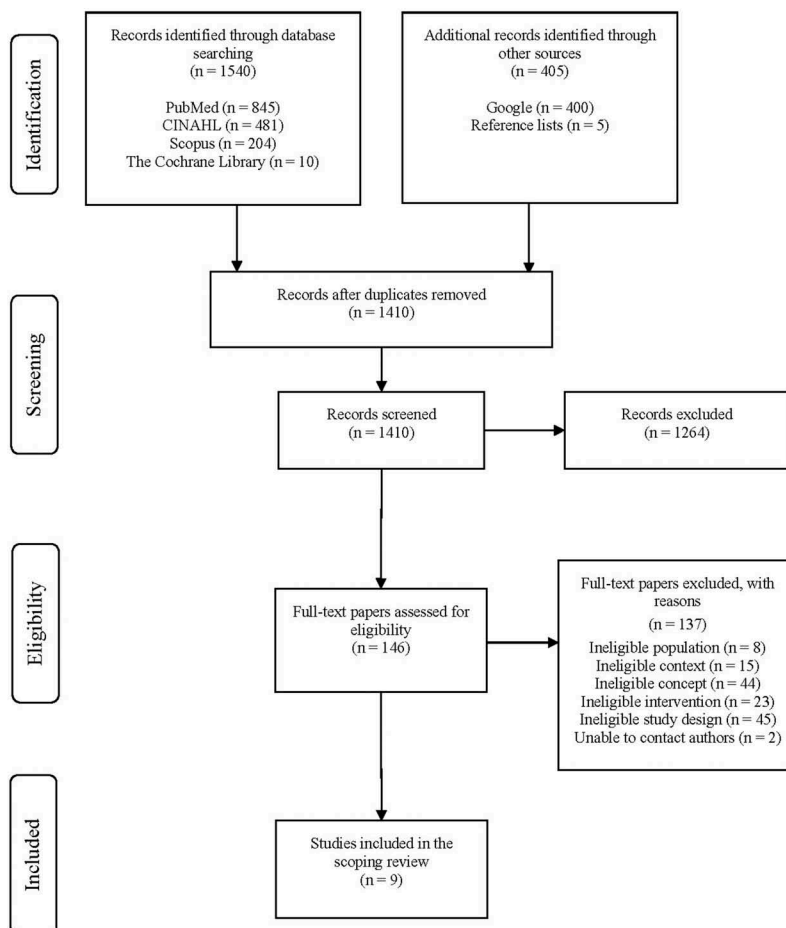 Identification
Records identified through database
searching
(n = 1540)
PubMed (n = 845)
CINAHL (n = 481)
Scopus (n = 204)
The Cochrane Library (n = 10)
Additional records identified through
other sources
(n = 405)
Google (n = 400)
Reference lists (n = 5)
Screening
Records after duplicates removed
(n = 1410)
Records screened
(n = 1410)
Records excluded
(n = 1264)
Eligibility
Full-text papers assessed for
eligibility
(n = 146)
Full-text papers excluded, with
reasons
(n = 137)
Ineligible population (n = 8)
Ineligible context (n = 15)
Ineligible concept (n = 44)
Ineligible intervention (n = 23)
Ineligible study design (n = 45)
Unable to contact authors (n = 2)
Included
Studies included in the
scoping review
(n = 9)